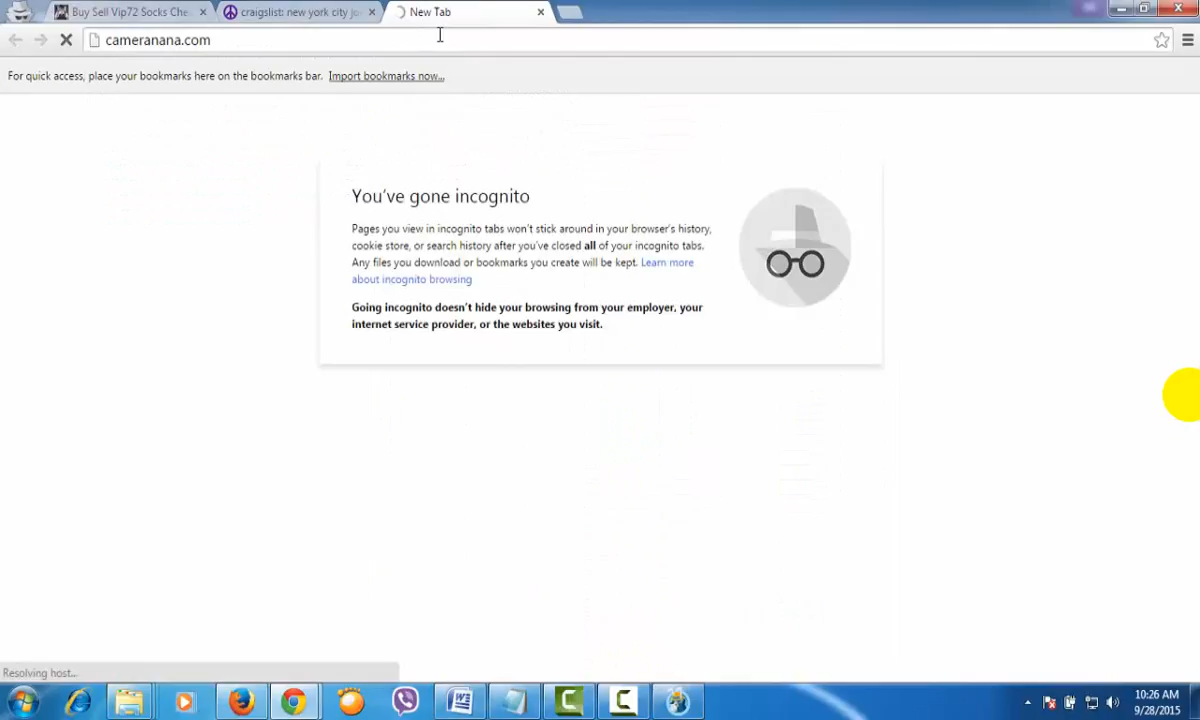 Buy Sell Vip72 Socks Che
craigslist: new york city jo
New Tab
cameranana.com
For quick access, place your bookmarks here on the bookmarks bar. Import bookmarks now...
You've gone incognito
Pages you view in incognito tabs won't stick around in your browser's history,
cookie store, or search history after you've closed all of your incognito tabs.
Any files you download or bookmarks you create will be kept. Learn more
about incognito browsing
Going incognito doesn't hide your browsing from your employer, your
internet service provider, or the websites you visit.
Resolving host...
10:26 AM
9/28/2015